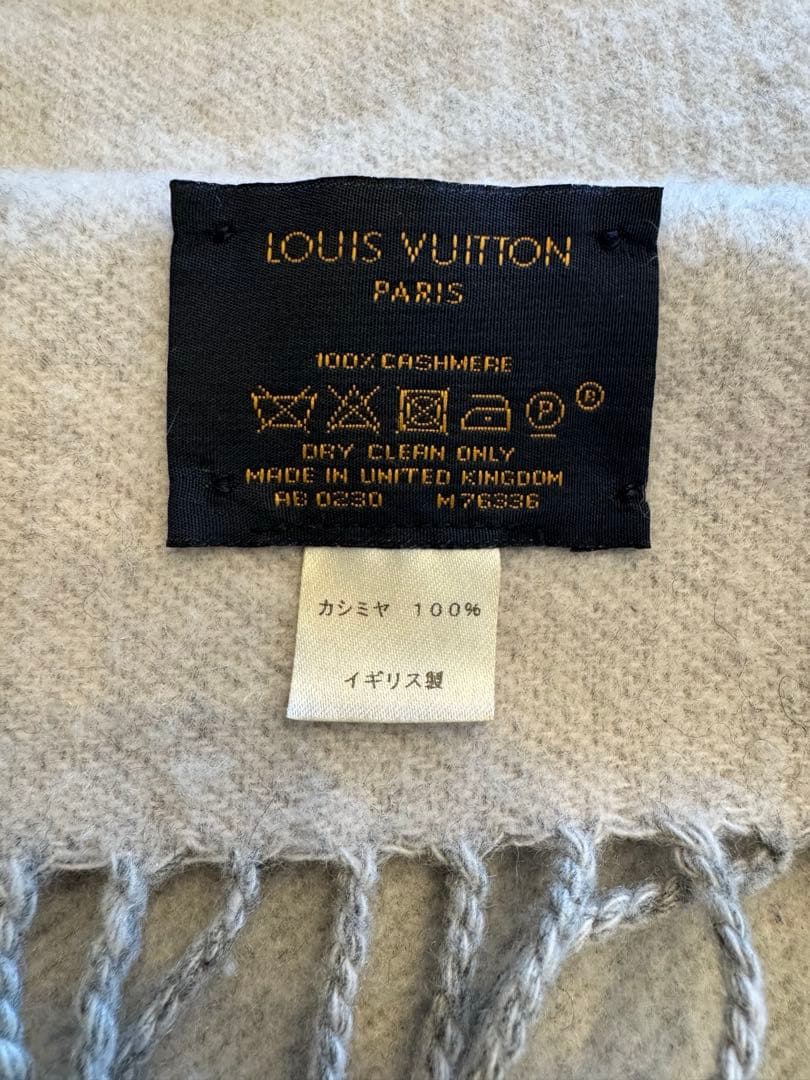 LOUIS VUITTON
PARIS
100% CASHMERE
P ®
DRY CLEAN ONLY
MADE IN UNITED KINGDOM
AB 0230 M76336
カシミヤ 100%
イギリス製